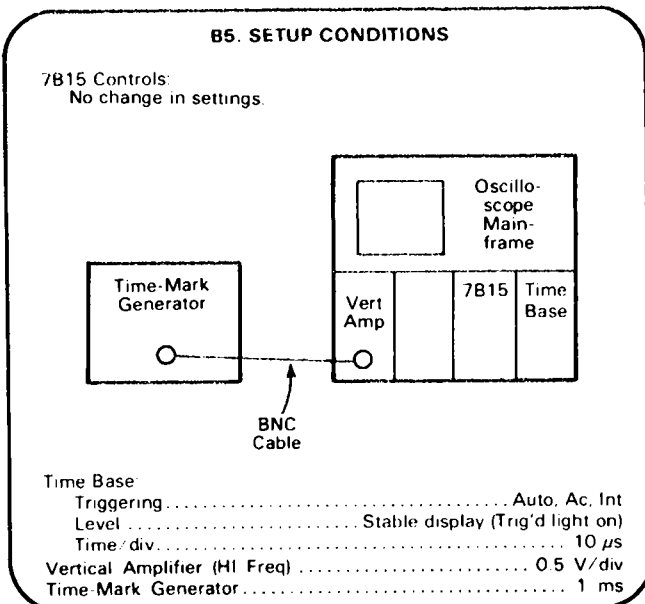 B5. SETUP CONDITIONS
7B15 Controls:
No change in settings.
Oscillo-
scope
Main-
frame
Time-Mark
Generator
Vert
Amp
7B15
Time
Base
BNC
Cable
Time Base:
Triggering.................................Auto, Ac, Int
Level......................Stable display (Trig'd light on)
Time/div.......................................10 µs
Vertical Amplifier (HI Freq)......................0.5 V/div
Time-Mark Generator..............................1 ms